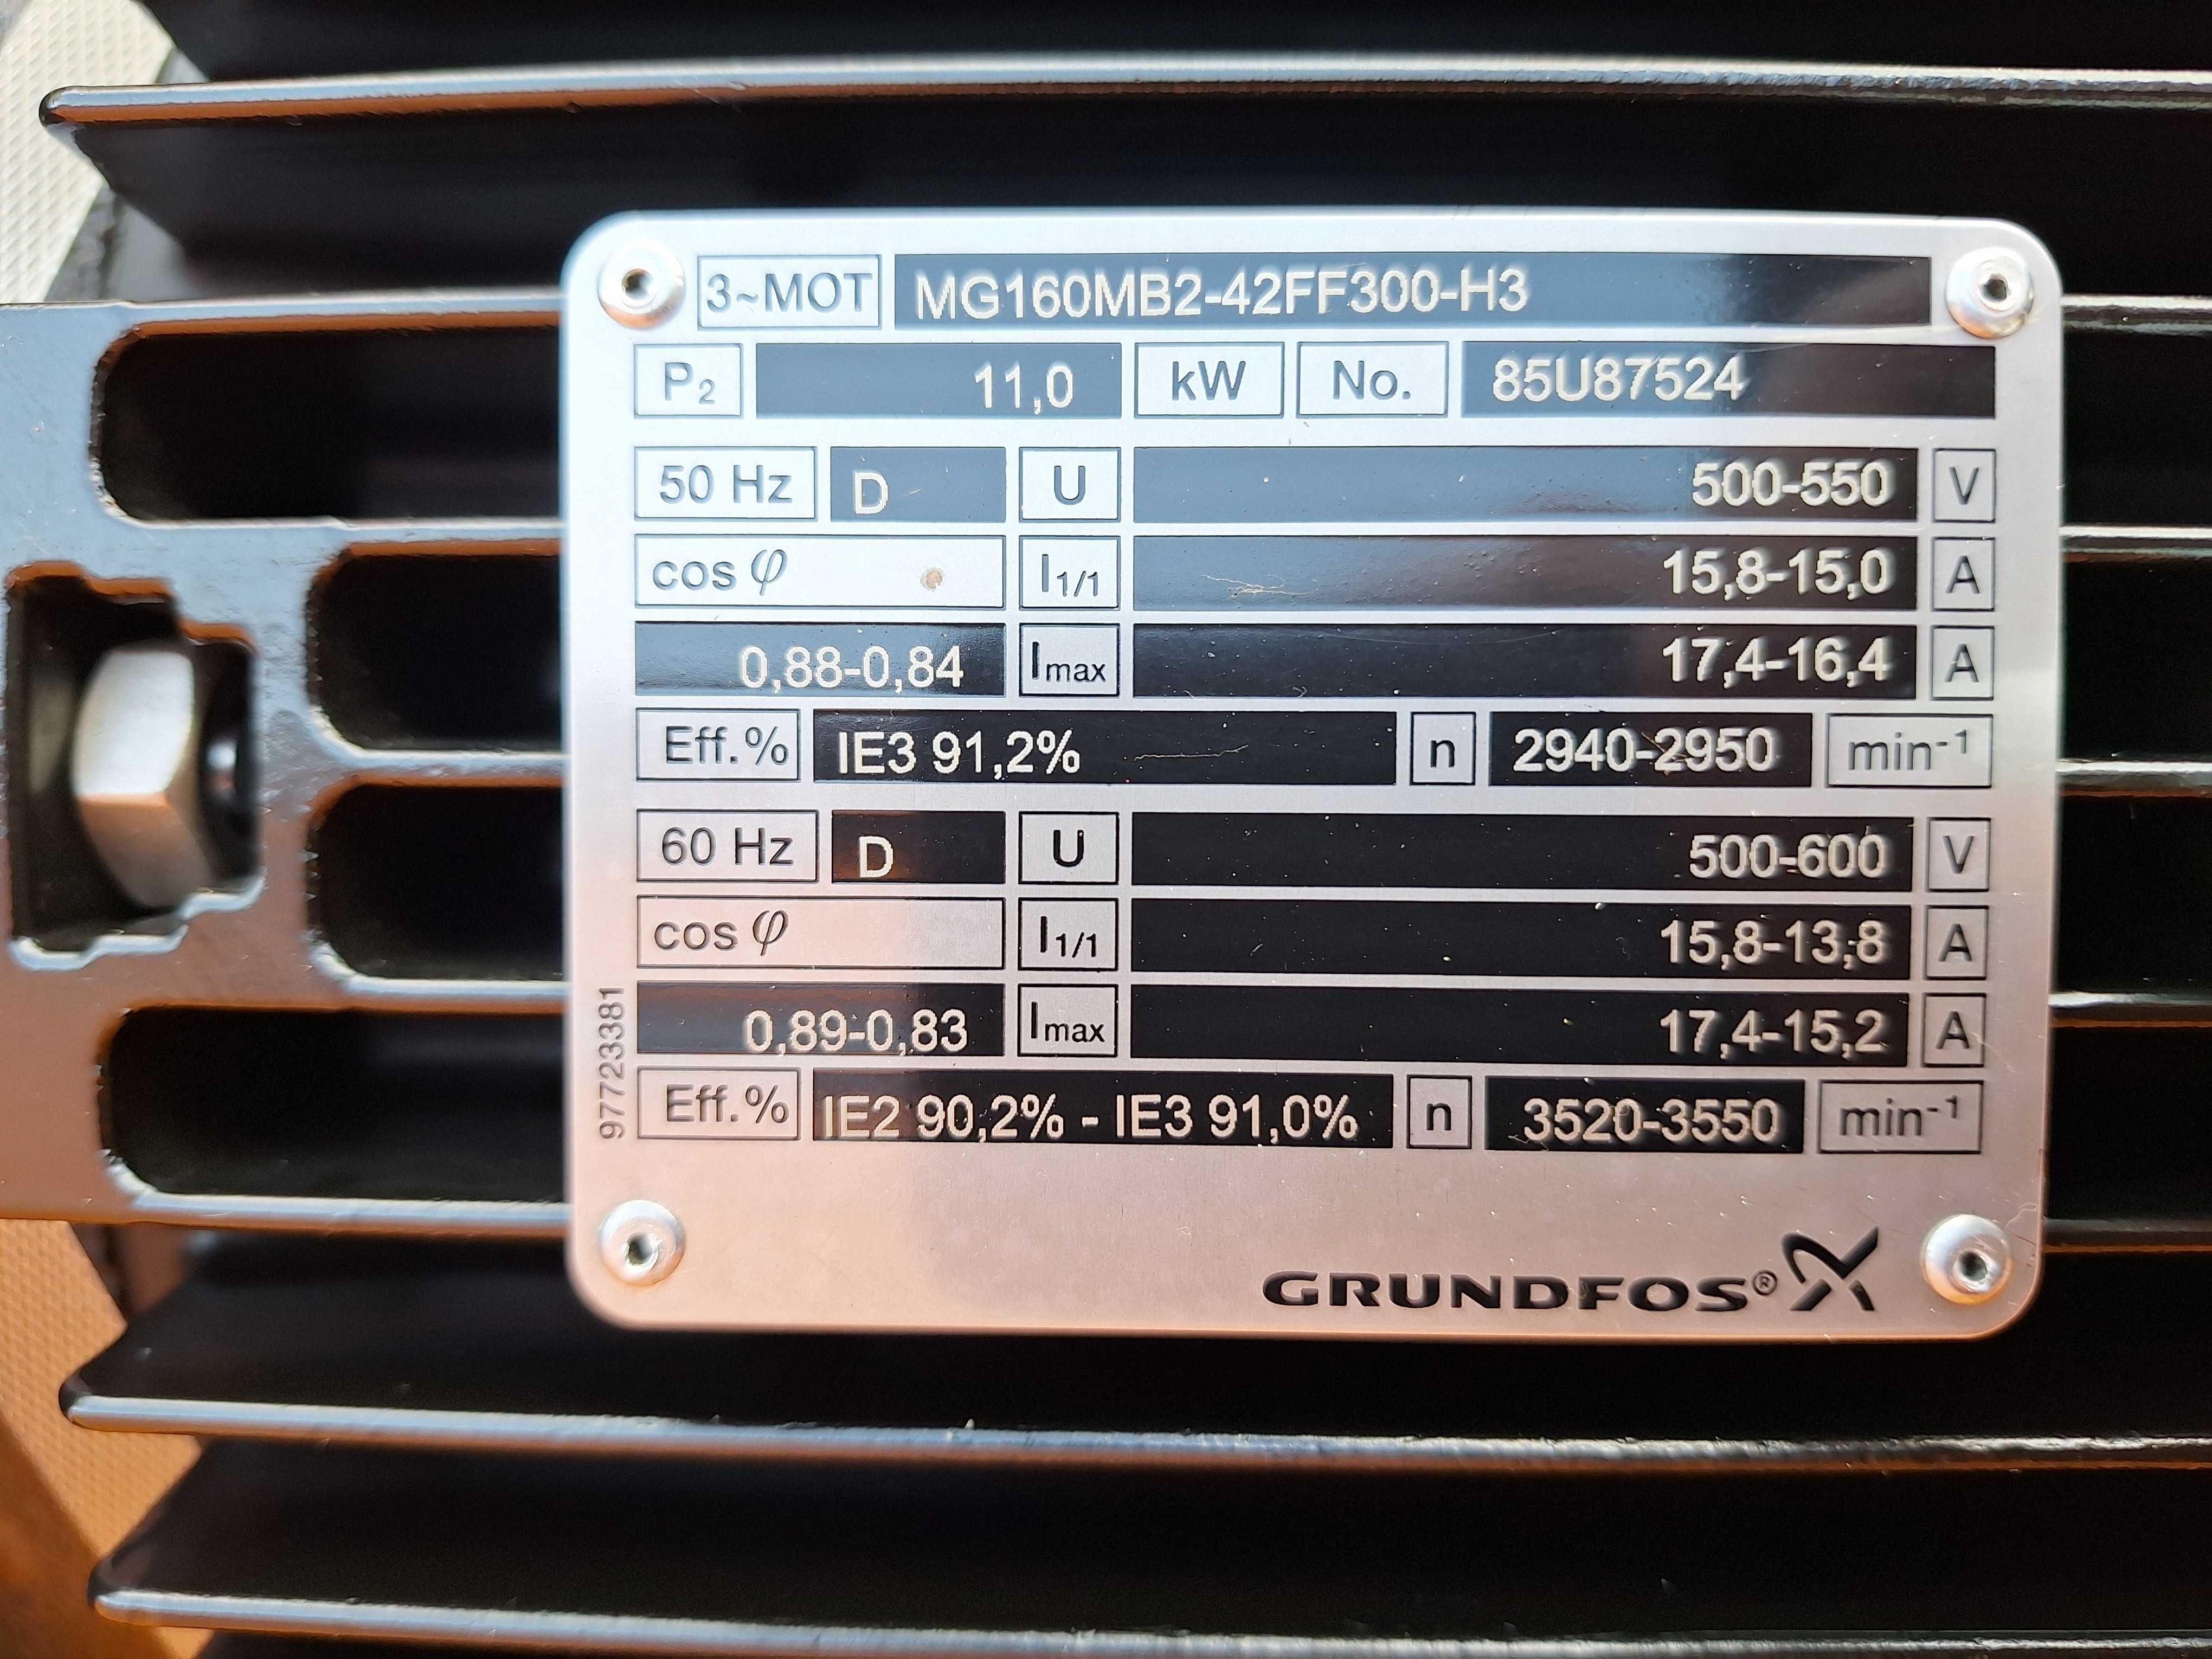 3~MOT MG160MB2-42FF300-H3
P2 11,0 kW No. 85U87524
50 Hz D U 500-550 V
cos φ I1/1 15,8-15,0 A
0,88-0,84 Imax 17,4-16,4 A
Eff.% IE3 91,2% n 2940-2950 min-1
60 Hz D U 500-600 V
cos φ I1/1 15,8-13,8 A
0,89-0,83 Imax 17,4-15,2 A
Eff.% IE2 90,2% - IE3 91,0% n 3520-3550 min-1
97723381
GRUNDFOS®